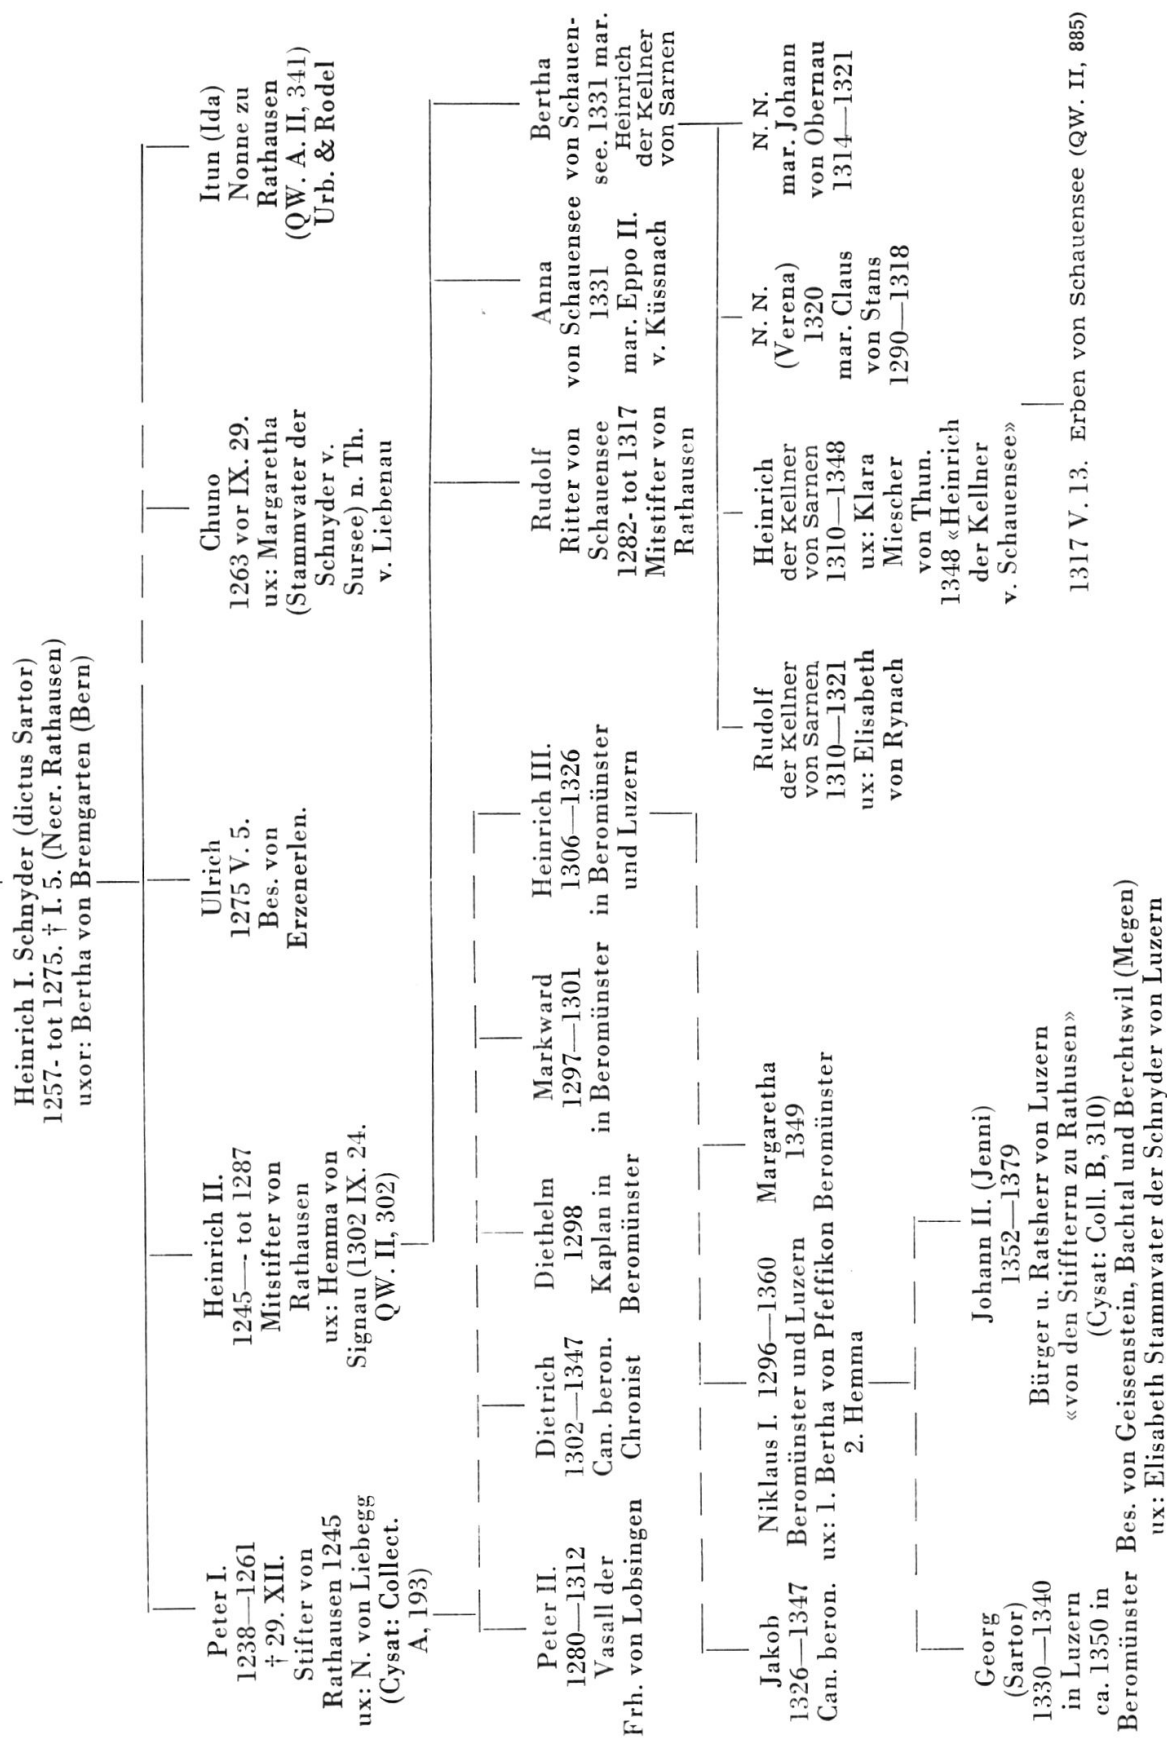 Heinrich I. Schnyder (dictus Sartor)
1257- tot 1275. † I. 5. (Necr. Rathausen)
uxor: Bertha von Bremgarten (Bern)
Peter I.
1238—1261
† 29. XII.
Stifter von
Rathausen 1245
ux: N. von Liebegg
(Cysat: Collect.
A, 193)
Heinrich II.
1245—- tot 1287
Mitstifter von
Rathausen
ux: Hemma von
Signau (1302 IX. 24.
QW. II, 302)
Ulrich
1275 V. 5.
Bes. von
Erzenerlen.
Chuno
1263 vor IX. 29.
ux: Margaretha
(Stammvater der
Schnyder v.
Sursee) n. Th.
v. Liebenau
Itun (Ida)
Nonne zu
Rathausen
(QW. A. II, 341)
Urb. & Rodel
Peter II.
1280—1312
Vasall der
Frh. von Lobsingen
Dietrich
1302—1347
Can. beron.
Chronist
Diethelm
1298
Kaplan in
Beromünster
Markward
1297—1301
in Beromünster
Heinrich III.
1306—1326
in Beromünster
und Luzern
Rudolf
Ritter von
Schauensee
1282- tot 1317
Mitstifter von
Rathausen
Anna
von Schauensee
1331
mar. Eppo II.
v. Küssnach
Bertha
von Schauen-
see. 1331 mar.
Heinrich
der Kellner
von Sarnen
Jakob
1326—1347
Can. beron.
Niklaus I. 1296—1360
Beromünster und Luzern
ux: 1. Bertha von Pfeffikon Beromünster
2. Hemma
Margaretha
1349
Rudolf
der Kellner
von Sarnen
1310—1321
ux: Elisabeth
von Rynach
Heinrich
der Kellner
von Sarnen
1310—1348
ux: Klara
Miescher
von Thun.
1348 «Heinrich
der Kellner
v. Schauensee»
N. N.
(Verena)
1320
mar. Claus
von Stans
1290—1318
N. N.
mar. Johann
von Obernau
1314—1321
Georg
(Sartor)
1330—1340
in Luzern
ca. 1350 in
Beromünster
Johann II. (Jenni)
1352—1379
Bürger u. Ratsherr von Luzern
«von den Stifftern zu Rathusen»
(Cysat: Coll. B, 310)
Bes. von Geissenstein, Bachtal und Berchtswil (Megen)
ux: Elisabeth Stammvater der Schnyder von Luzern
1317 V. 13. Erben von Schauensee (QW. II, 885)